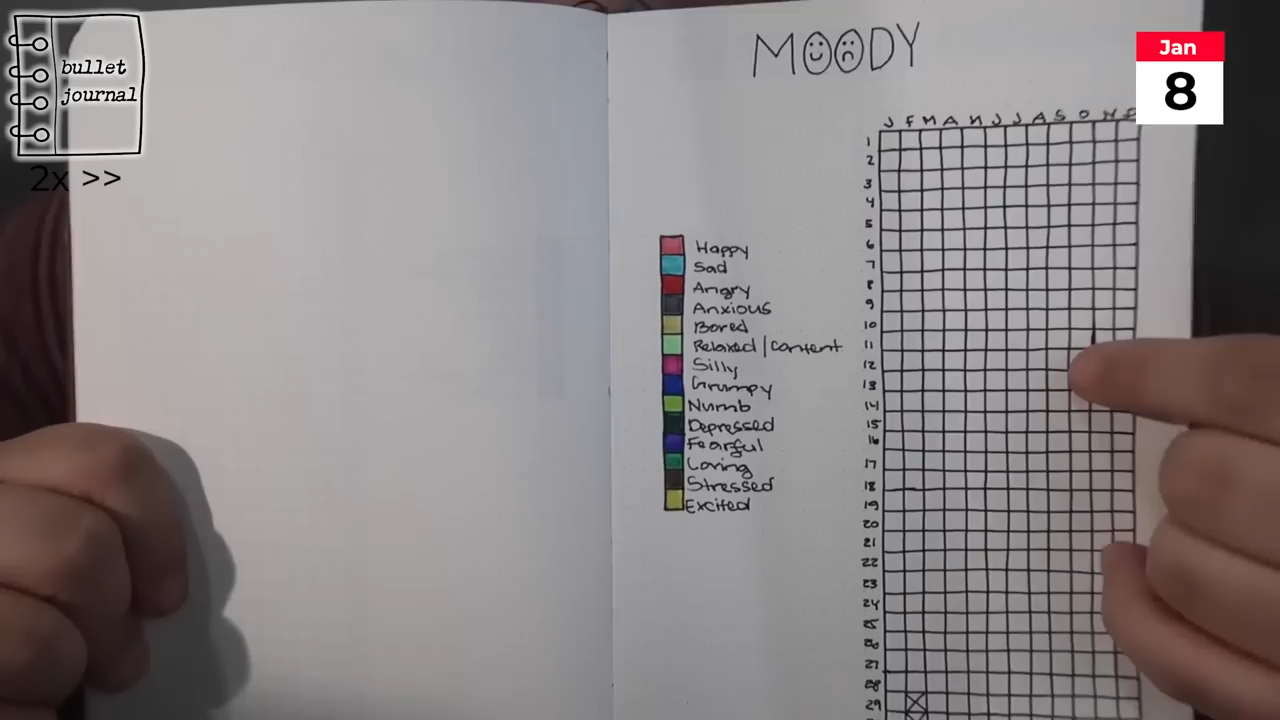 bullet
journal
2x >>
Jan
8
MOODY
J F M A M J J A S O N D
1
2
3
4
5
6
7
8
9
10
11
12
13
14
15
16
17
18
19
20
21
22
23
24
25
26
27
28
29
Happy
Sad
Angry
Anxious
Bored
Relaxed | Content
Silly
Grumpy
Numb
Depressed
Fearful
Loving
Stressed
Excited